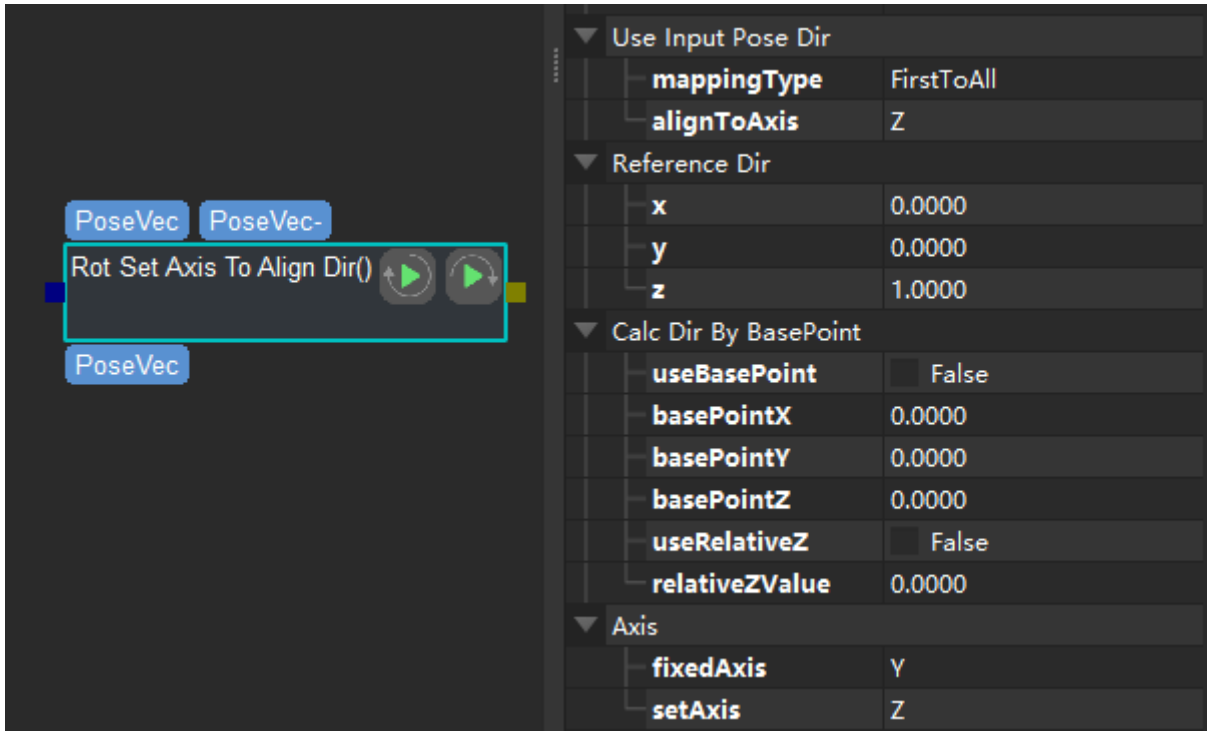 PoseVec PoseVec-
Rot Set Axis To Align Dir()
PoseVec
Use Input Pose Dir
mappingType FirstToAll
alignToAxis Z
Reference Dir
x 0.0000
y 0.0000
z 1.0000
Calc Dir By BasePoint
useBasePoint False
basePointX 0.0000
basePointY 0.0000
basePointZ 0.0000
useRelativeZ False
relativeZValue 0.0000
Axis
fixedAxis Y
setAxis Z